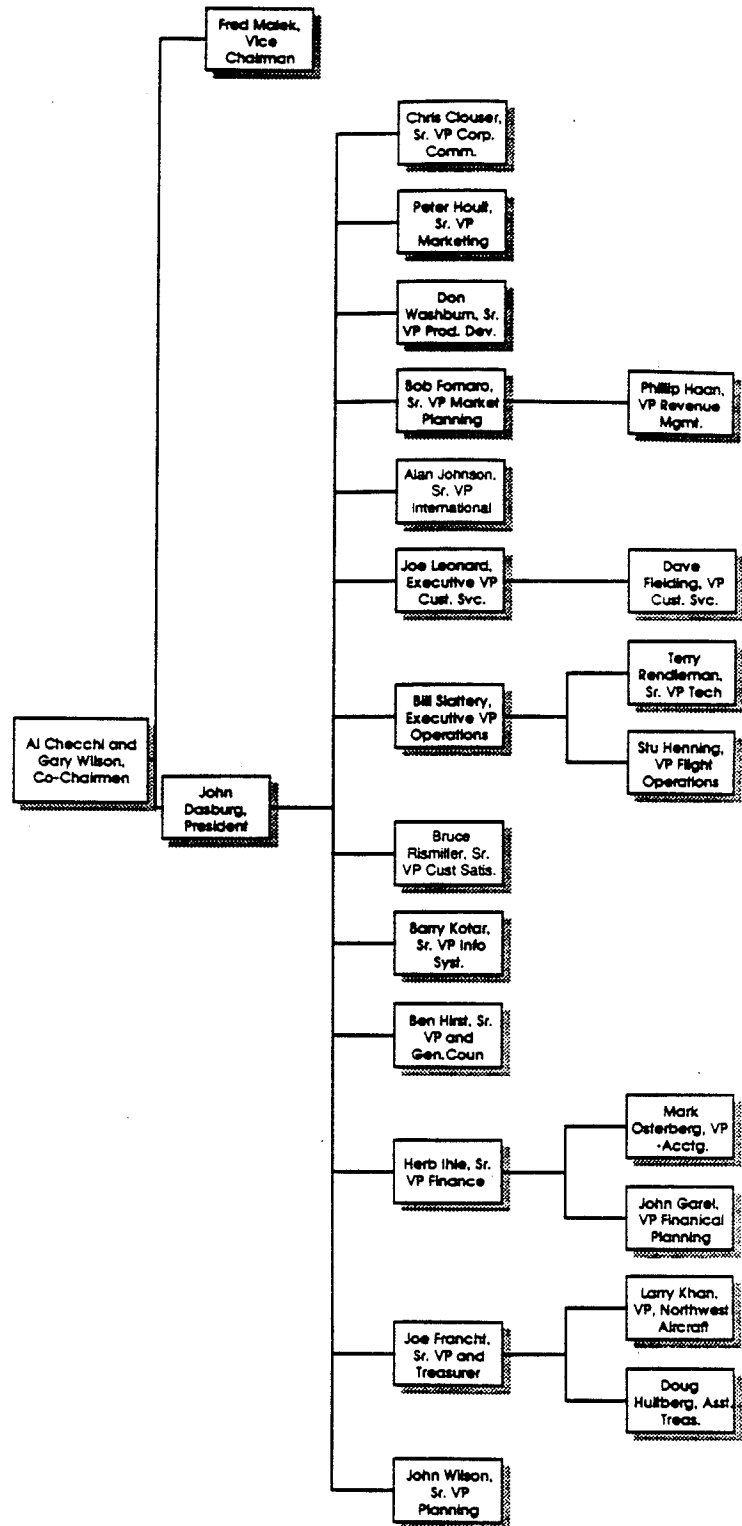 Fred Malek,
Vice
Chairman
Chris Clouser,
Sr. VP Corp.
Comm.
Peter Hoult,
Sr. VP
Marketing
Don
Washburn, Sr.
VP Prod. Dev.
Bob Fornaro,
Sr. VP Market
Planning
Phillip Haan,
VP Revenue
Mgmt.
Alan Johnson,
Sr. VP
International
Joe Leonard,
Executive VP
Cust. Svc.
Dave
Fielding, VP
Cust. Svc.
Terry
Rendleman,
Sr. VP Tech
Bill Slattery,
Executive VP
Operations
Stu Henning,
VP Flight
Operations
Al Checchi and
Gary Wilson,
Co-Chairmen
John
Dasburg,
President
Bruce
Rismiller, Sr.
VP Cust Satis.
Barry Kotar,
Sr. VP Info
Syst.
Ben Hirst, Sr.
VP and
Gen.Coun
Mark
Osterberg, VP
-Acctg.
Herb Ihle, Sr.
VP Finance
John Garel,
VP Finanical
Planning
Larry Khan,
VP, Northwest
Aircraft
Joe Francht,
Sr. VP and
Treasurer
Doug
Hultberg, Asst.
Treas.
John Wilson,
Sr. VP
Planning